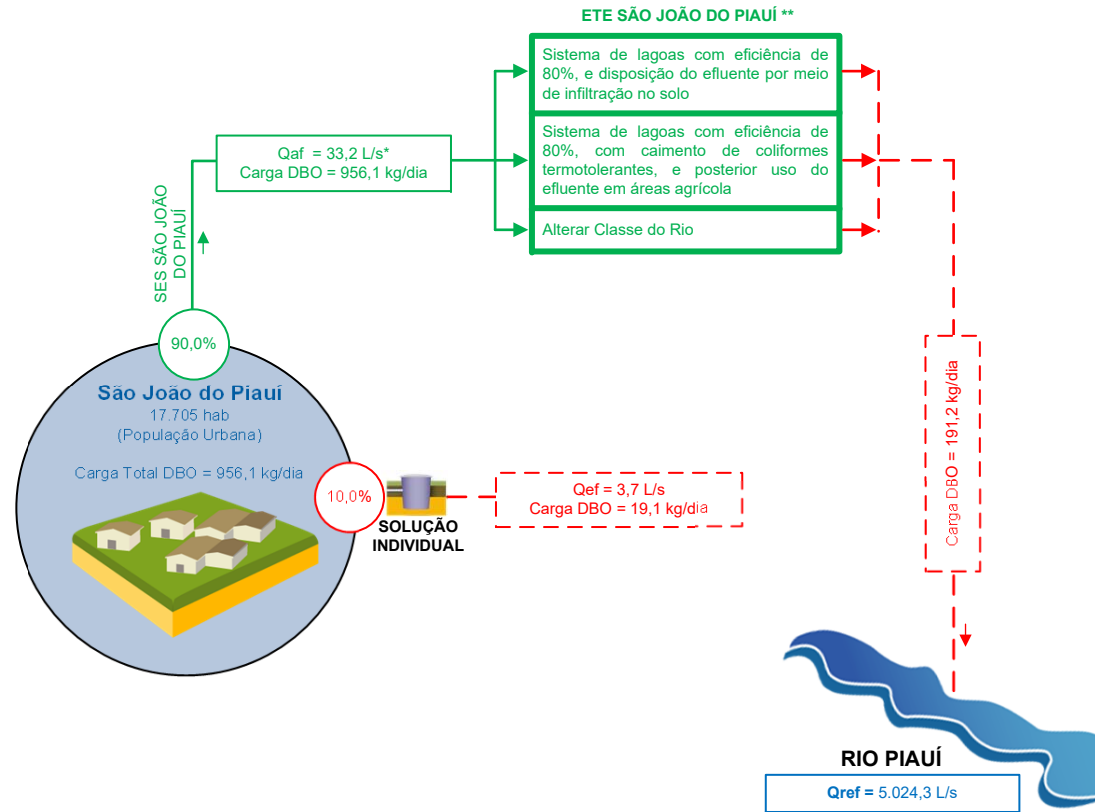 ETE SÃO JOÃO DO PIAUÍ **
Sistema de lagoas com eficiência de
80%, e disposição do efluente por meio
de infiltração no solo
Sistema de lagoas com eficiência de
80%, com caimento de coliformes
termotolerantes, e posterior uso do
efluente em áreas agrícola
Alterar Classe do Rio
Qaf = 33,2 L/s*
Carga DBO = 956,1 kg/dia
SES SÃO JOÃO
DO PIAUÍ
90,0%
São João do Piauí
17.705 hab
(População Urbana)
Carga Total DBO = 956,1 kg/dia
10,0%
SOLUÇÃO
INDIVIDUAL
Qef = 3,7 L/s
Carga DBO = 19,1 kg/dia
Carga DBO = 191,2 kg/dia
RIO PIAUÍ
Qref = 5.024,3 L/s